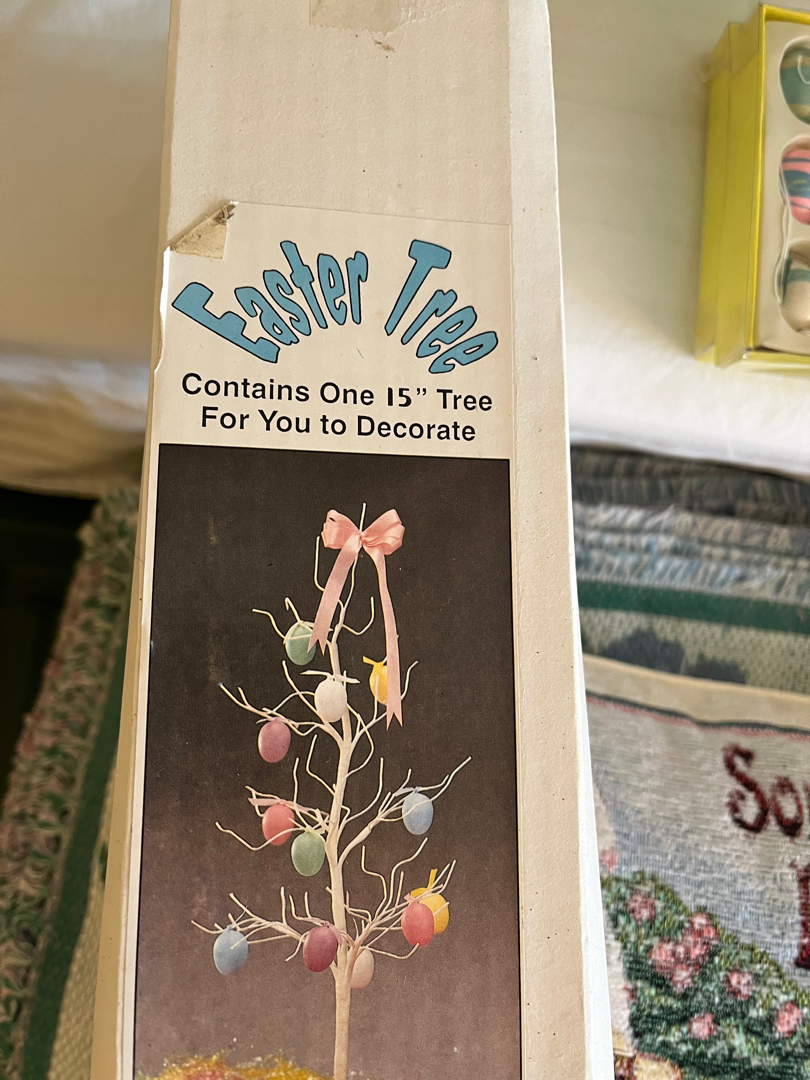 Easter Tree
Contains One 15” Tree
For You to Decorate